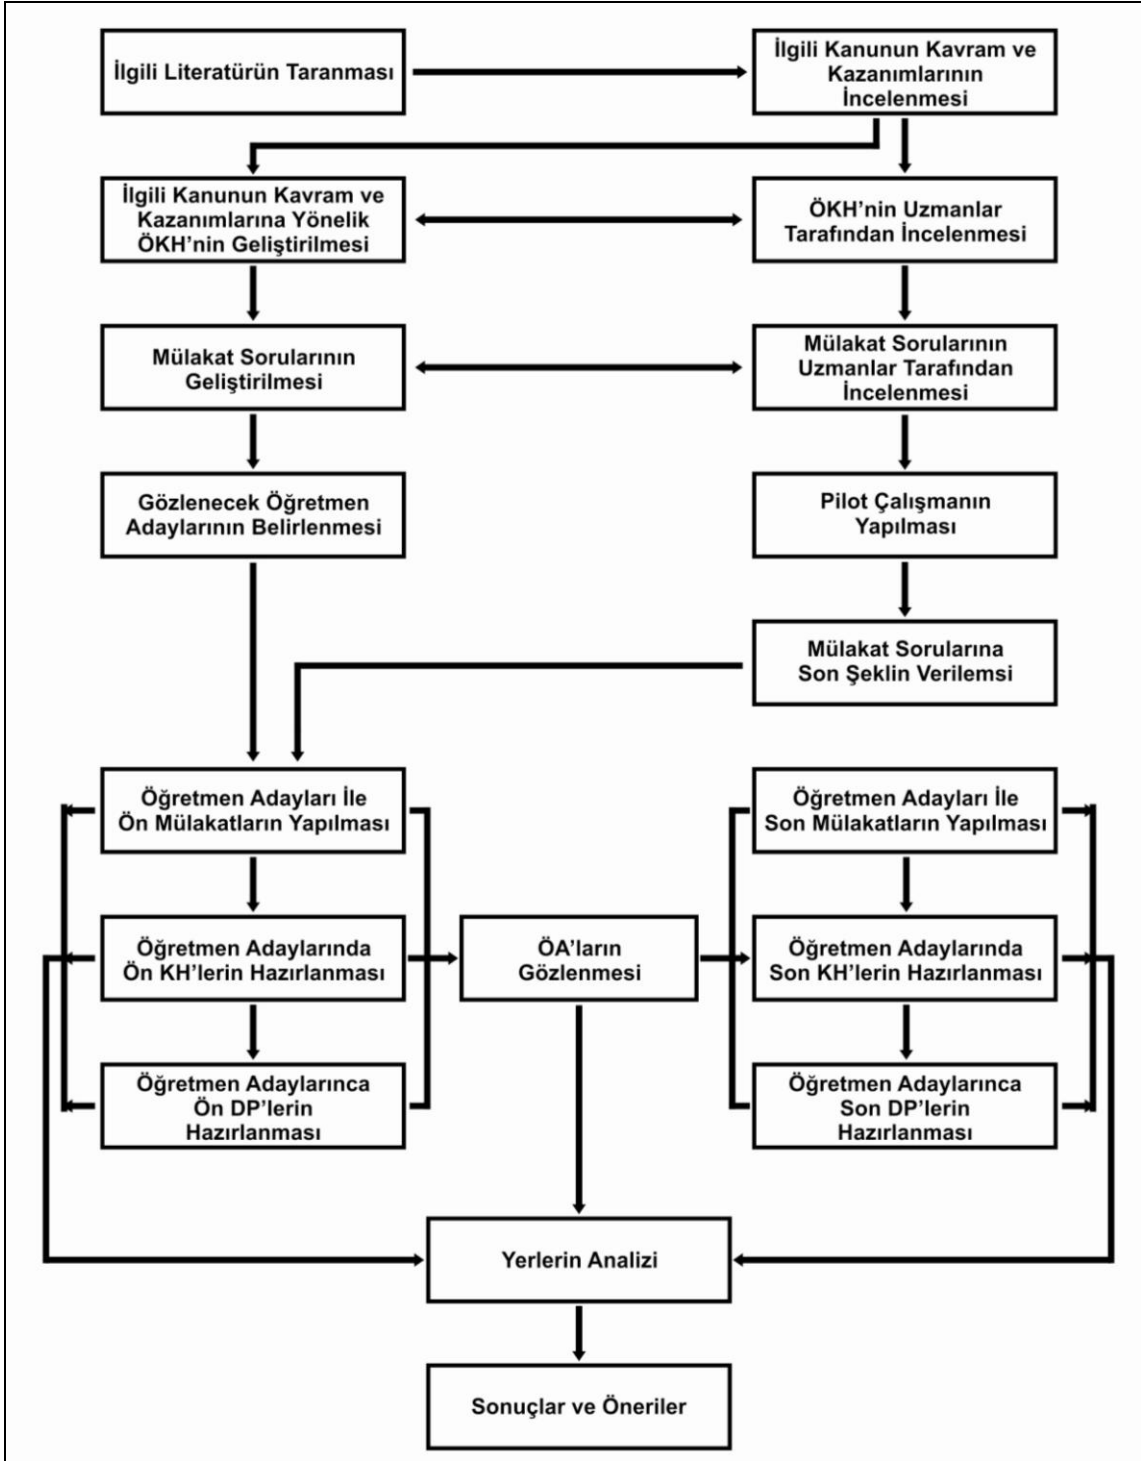 İlgili Literatürün Taranması
İlgili Kanunun Kavram ve
Kazanımlarının
İncelenmesi
İlgili Kanunun Kavram ve
Kazanımlarına Yönelik
ÖKH’nin Geliştirilmesi
ÖKH’nin Uzmanlar
Tarafından İncelenmesi
Mülakat Sorularının
Geliştirilmesi
Mülakat Sorularının
Uzmanlar Tarafından
İncelenmesi
Gözlenecek Öğretmen
Adaylarının Belirlenmesi
Pilot Çalışmanın
Yapılması
Mülakat Sorularına
Son Şeklin Verilemsi
Öğretmen Adayları İle
Ön Mülakatların Yapılması
Öğretmen Adayları İle
Son Mülakatların Yapılması
Öğretmen Adaylarında
Ön KH’lerin Hazırlanması
ÖA’ların
Gözlenmesi
Öğretmen Adaylarında
Son KH’lerin Hazırlanması
Öğretmen Adaylarınca
Ön DP’lerin
Hazırlanması
Öğretmen Adaylarınca
Son DP’lerin
Hazırlanması
Yerlerin Analizi
Sonuçlar ve Öneriler